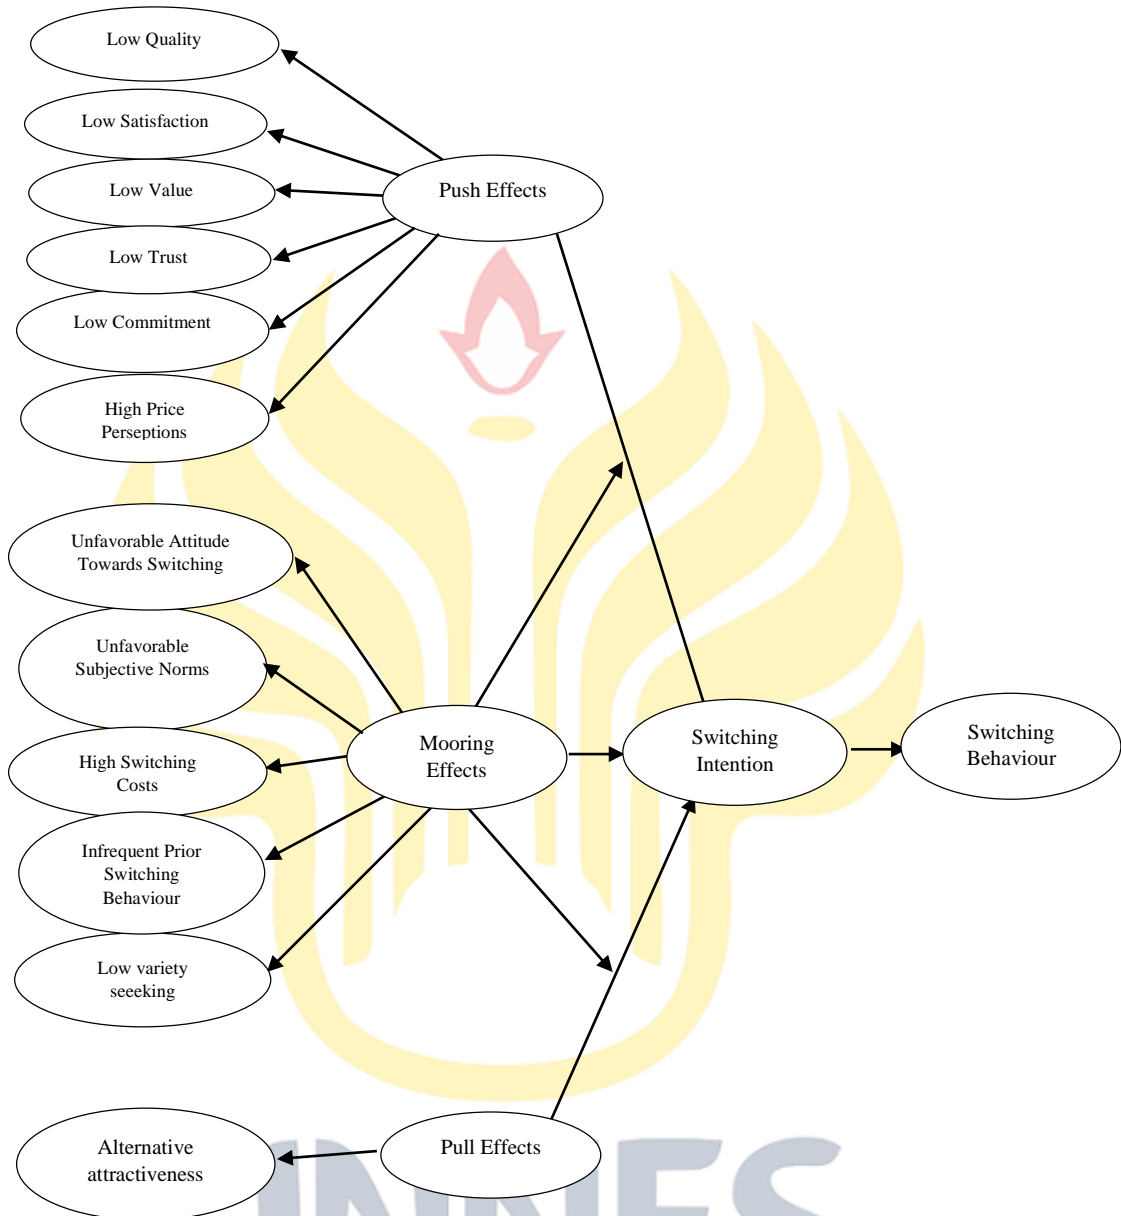 Low Quality
Low Satisfaction
Push Effects
Low Value
Low Trust
Low Commitment
High Price
Perseptions
Unfavorable Attitude
Towards Switching
Unfavorable
Subjective Norms
Mooring
Effects
Switching
Intention
Switching
Behaviour
High Switching
Costs
Infrequent Prior
Switching
Behaviour
Low variety
seeeking
Alternative
attractiveness
Pull Effects
UNNES